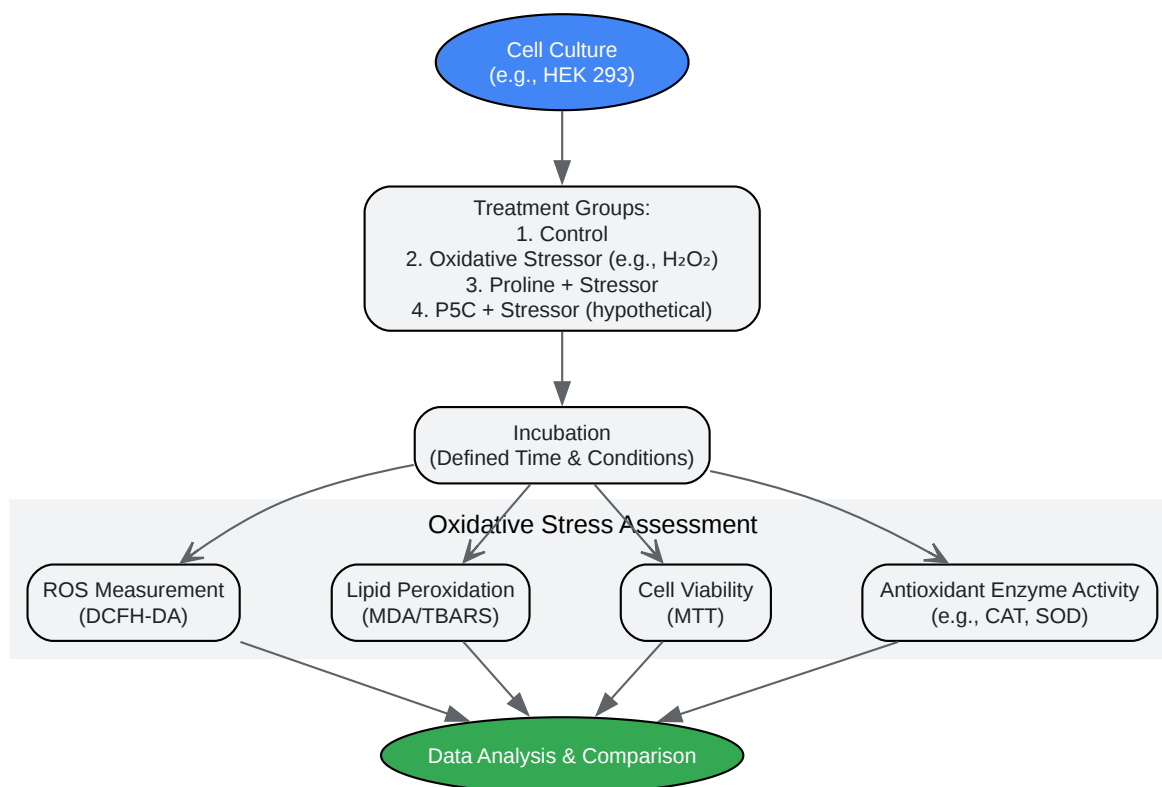 Cell Culture
(e.g., HEK 293)
Treatment Groups:
1. Control
2. Oxidative Stressor (e.g., H₂O₂)
3. Proline + Stressor
4. P5C + Stressor (hypothetical)
Incubation
(Defined Time & Conditions)
Oxidative Stress Assessment
ROS Measurement
(DCFH-DA)
Lipid Peroxidation
(MDA/TBARS)
Cell Viability
(MTT)
Antioxidant Enzyme Activity
(e.g., CAT, SOD)
Data Analysis & Comparison